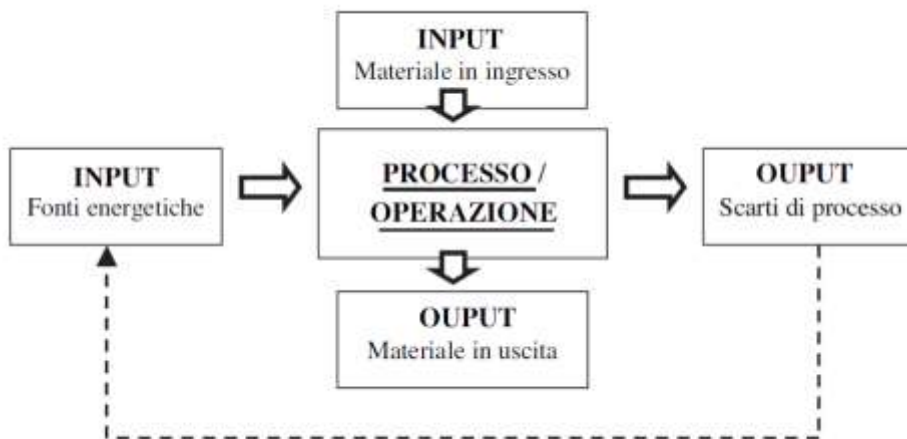 INPUT
Materiale in ingresso
INPUT
Fonti energetiche
PROCESSO /
OPERAZIONE
OUPUT
Scarti di processo
OUPUT
Materiale in uscita